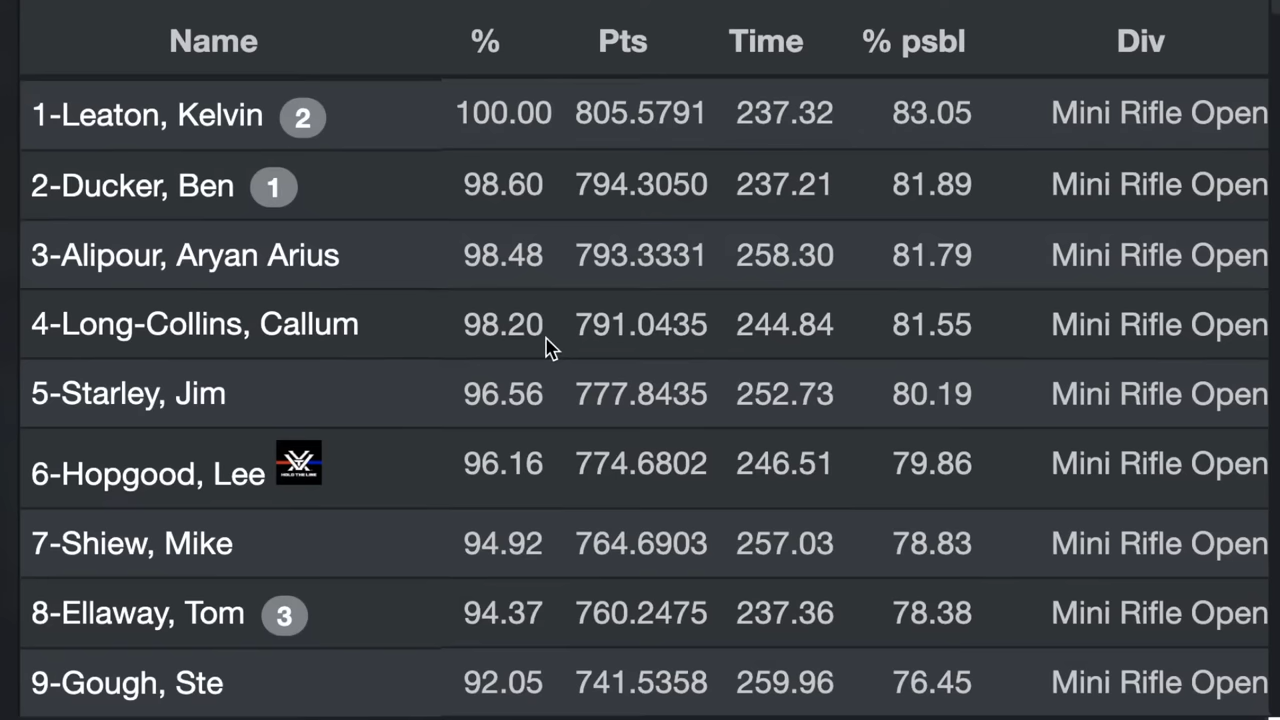 Name % Pts Time % psbl Div
1-Leaton, Kelvin 2 100.00 805.5791 237.32 83.05 Mini Rifle Open
2-Ducker, Ben 1 98.60 794.3050 237.21 81.89 Mini Rifle Open
3-Alipour, Aryan Arius 98.48 793.3331 258.30 81.79 Mini Rifle Open
4-Long-Collins, Callum 98.20 791.0435 244.84 81.55 Mini Rifle Open
5-Starley, Jim 96.56 777.8435 252.73 80.19 Mini Rifle Open
6-Hopgood, Lee HOLD THE LINE 96.16 774.6802 246.51 79.86 Mini Rifle Open
7-Shiew, Mike 94.92 764.6903 257.03 78.83 Mini Rifle Open
8-Ellaway, Tom 3 94.37 760.2475 237.36 78.38 Mini Rifle Open
9-Gough, Ste 92.05 741.5358 259.96 76.45 Mini Rifle Open